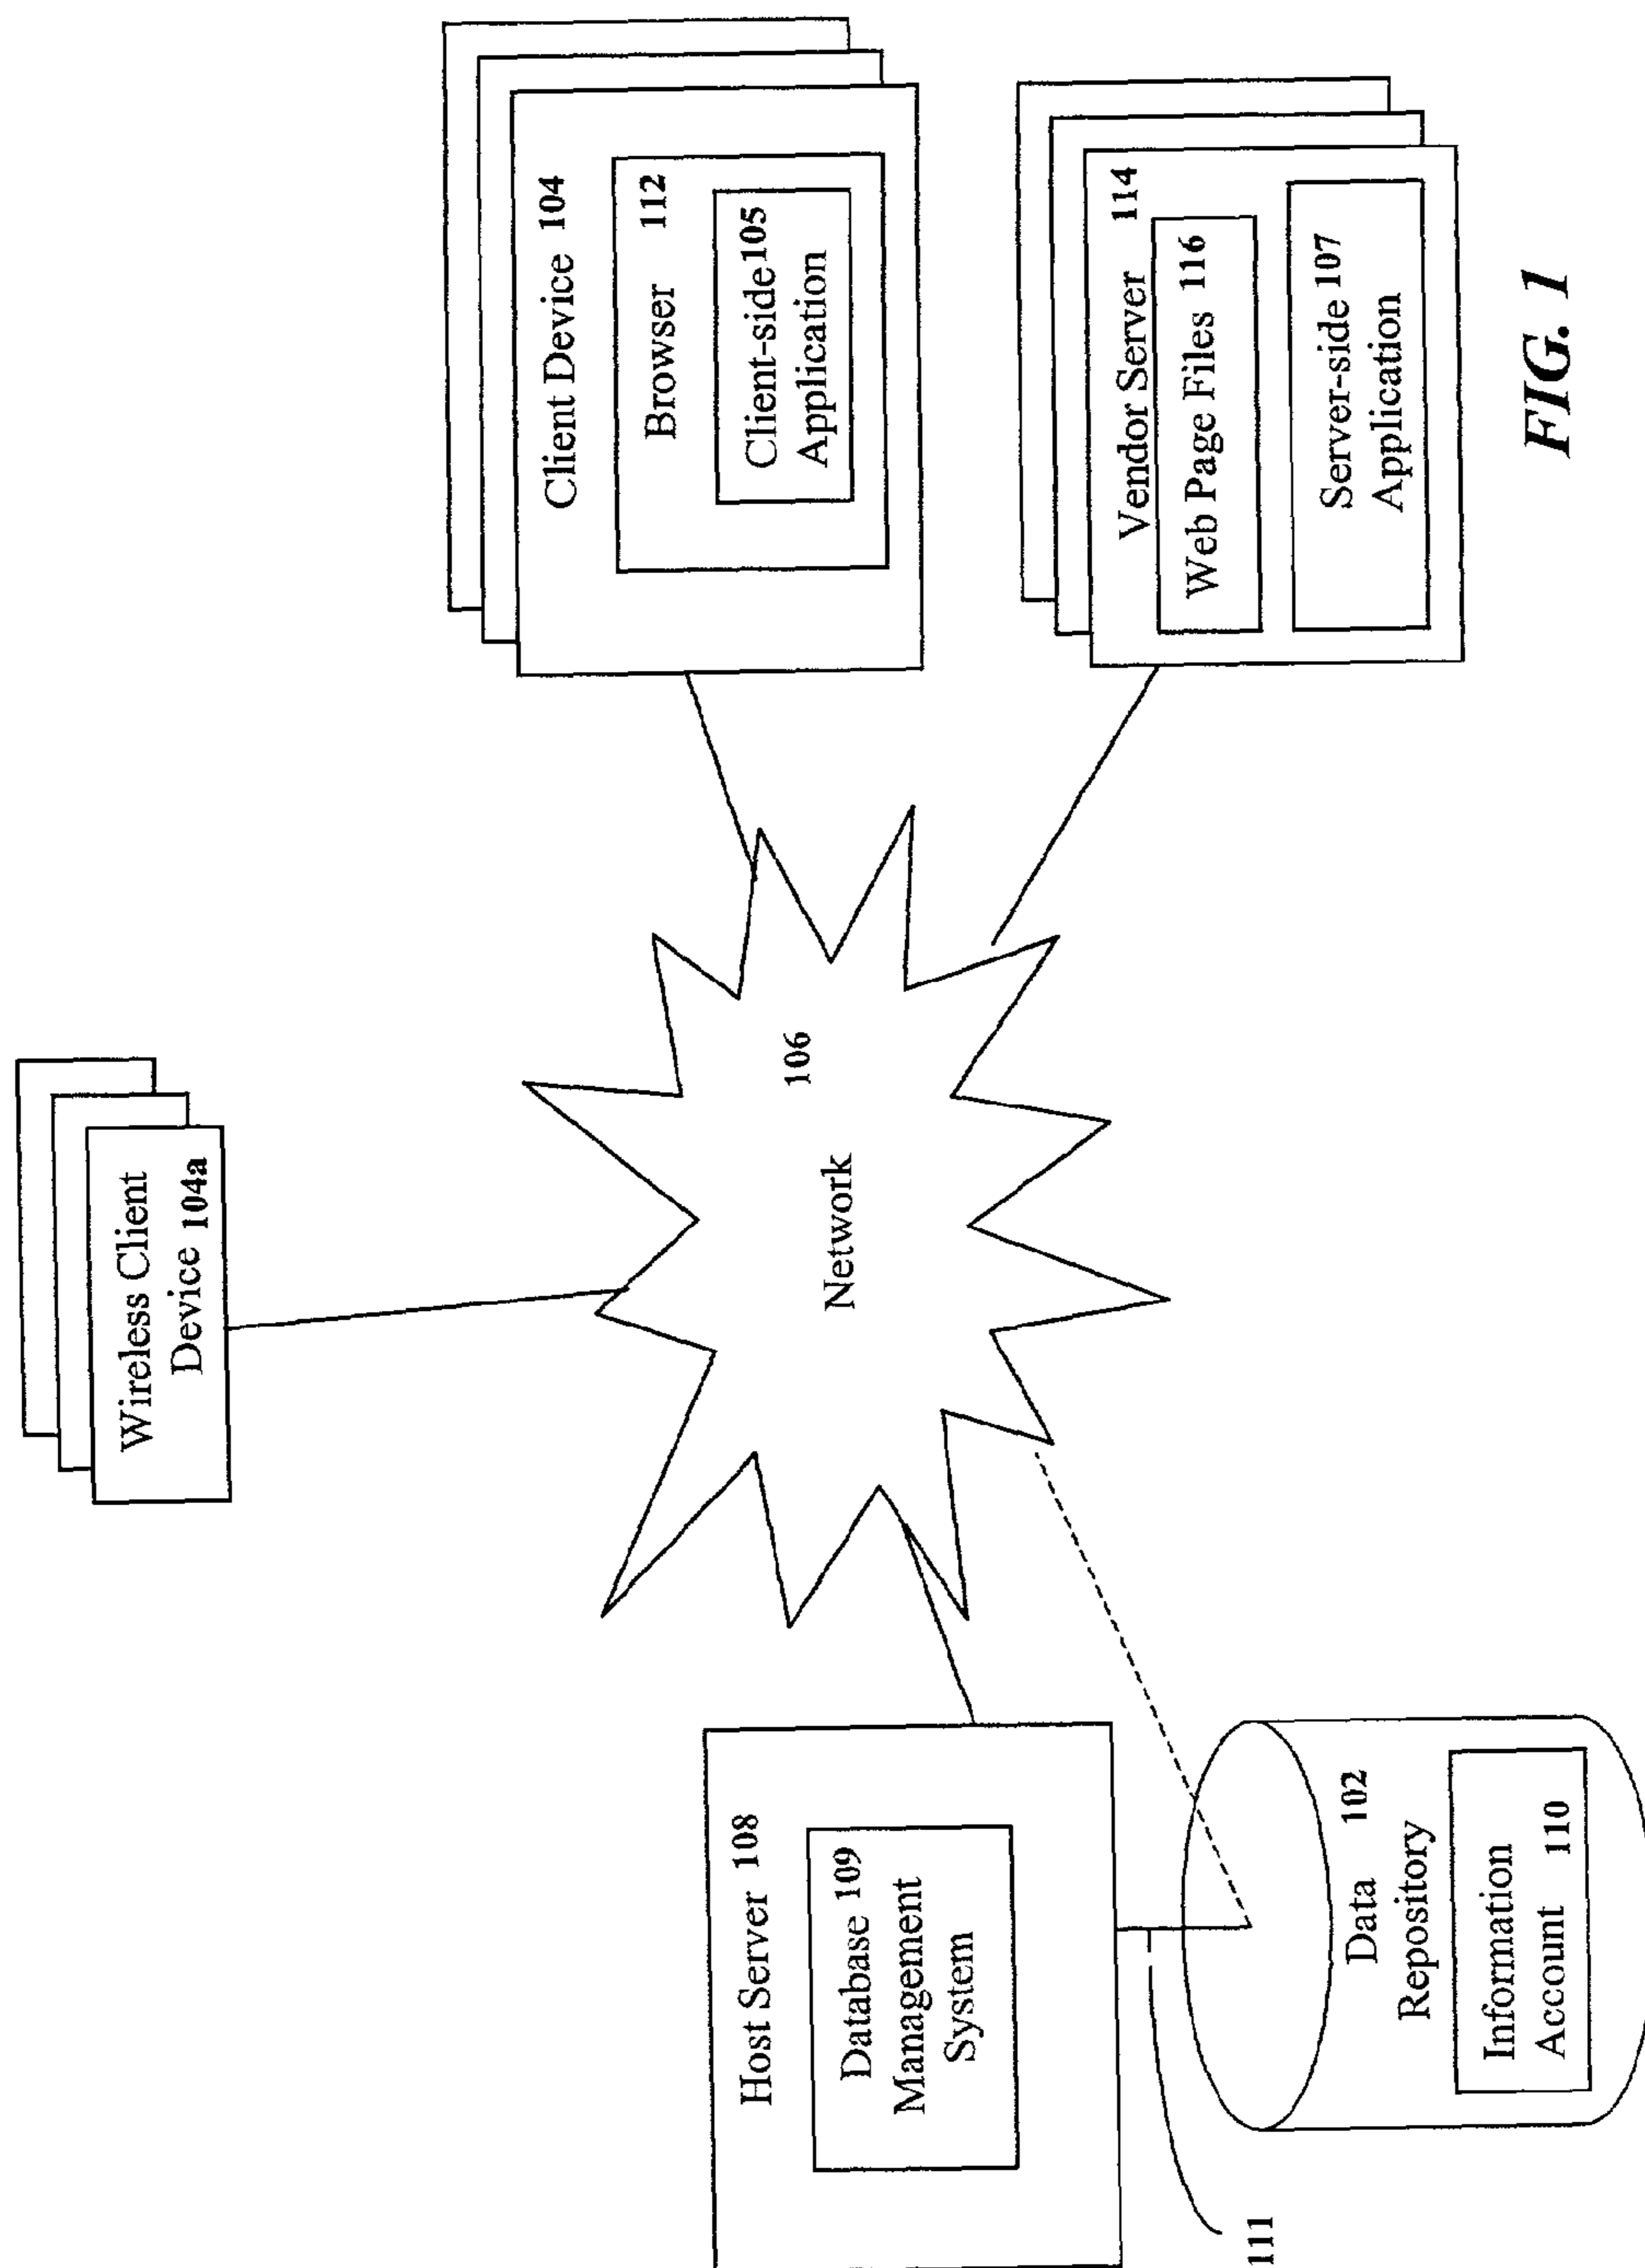 Wireless Client
Device 104a
Client Device 104
Browser 112
Client-side 105
Application
Network 106
Host Server 108
Database 109
Management
System
111
Data 102
Repository
Information
Account 110
Vendor Server 114
Web Page Files 116
Server-side 107
Application
FIG. 1